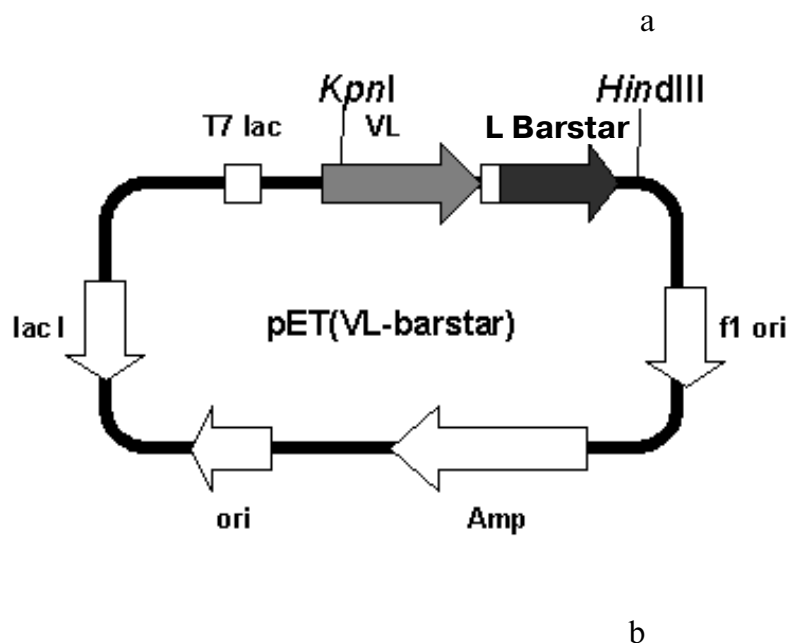 a
KpnI HindIII
T7 lac VL L Barstar
lac I pET(VL-barstar) f1 ori
ori Amp
b